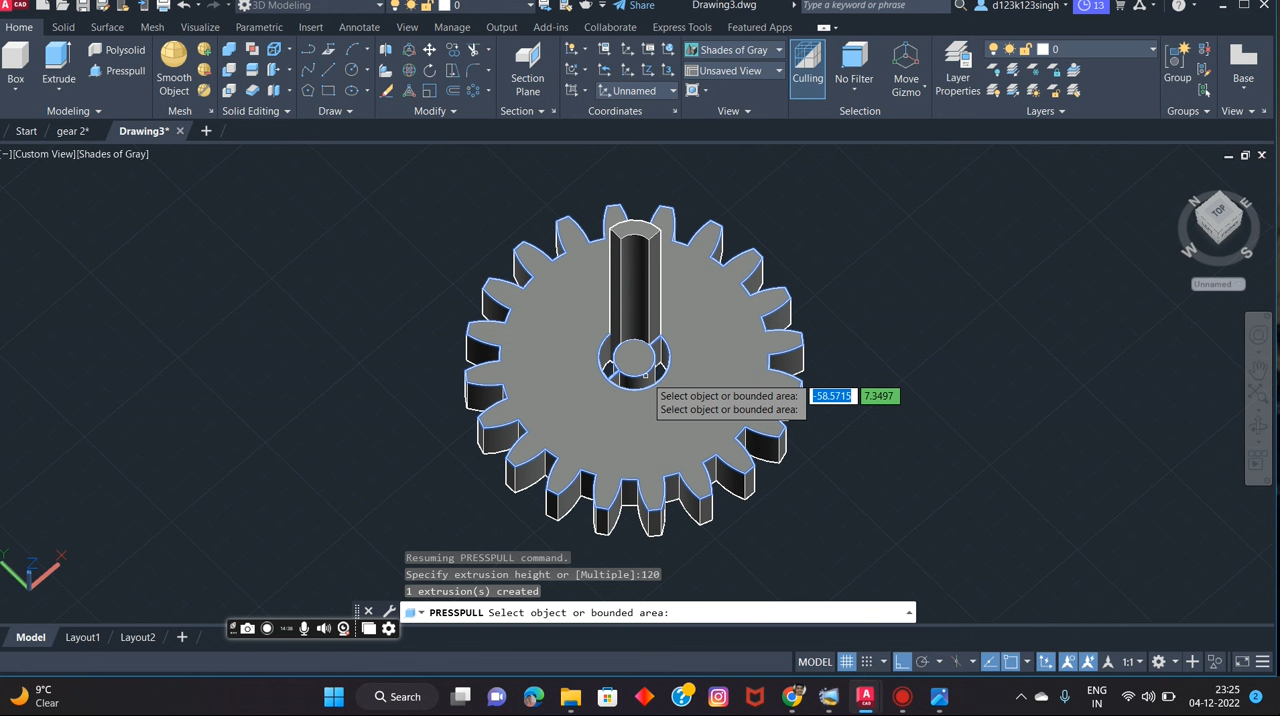 CAD
3D Modeling
0
Share
Drawing3.dwg
Type a keyword or phrase
d123k123singh
13
Home Solid Surface Mesh Visualize Parametric Insert Annotate View Manage Output Add-ins Collaborate Express Tools Featured Apps
Box
Extrude
Polysolid
Presspull
Smooth
Object
Section
Plane
Unnamed
Shades of Gray
Unsaved View
Culling
No Filter
Move
Gizmo
Layer
Properties
0
Group
Base
Modeling Mesh Solid Editing Draw Modify Section Coordinates View Selection Layers Groups View
Start gear 2* Drawing3*
[−][Custom View][Shades of Gray]
N
E
TOP
W
S
Unnamed
Select object or bounded area: -58.5715 7.3497
Select object or bounded area:
Y
Z
X
Resuming PRESSPULL command.
Specify extrusion height or [Multiple]:120
1 extrusion(s) created
PRESSPULL Select object or bounded area:
Model Layout1 Layout2
14:36
MODEL
1:1
9°C
Clear
Search
A
CAD
ENG
IN
23:25
04-12-2022
2